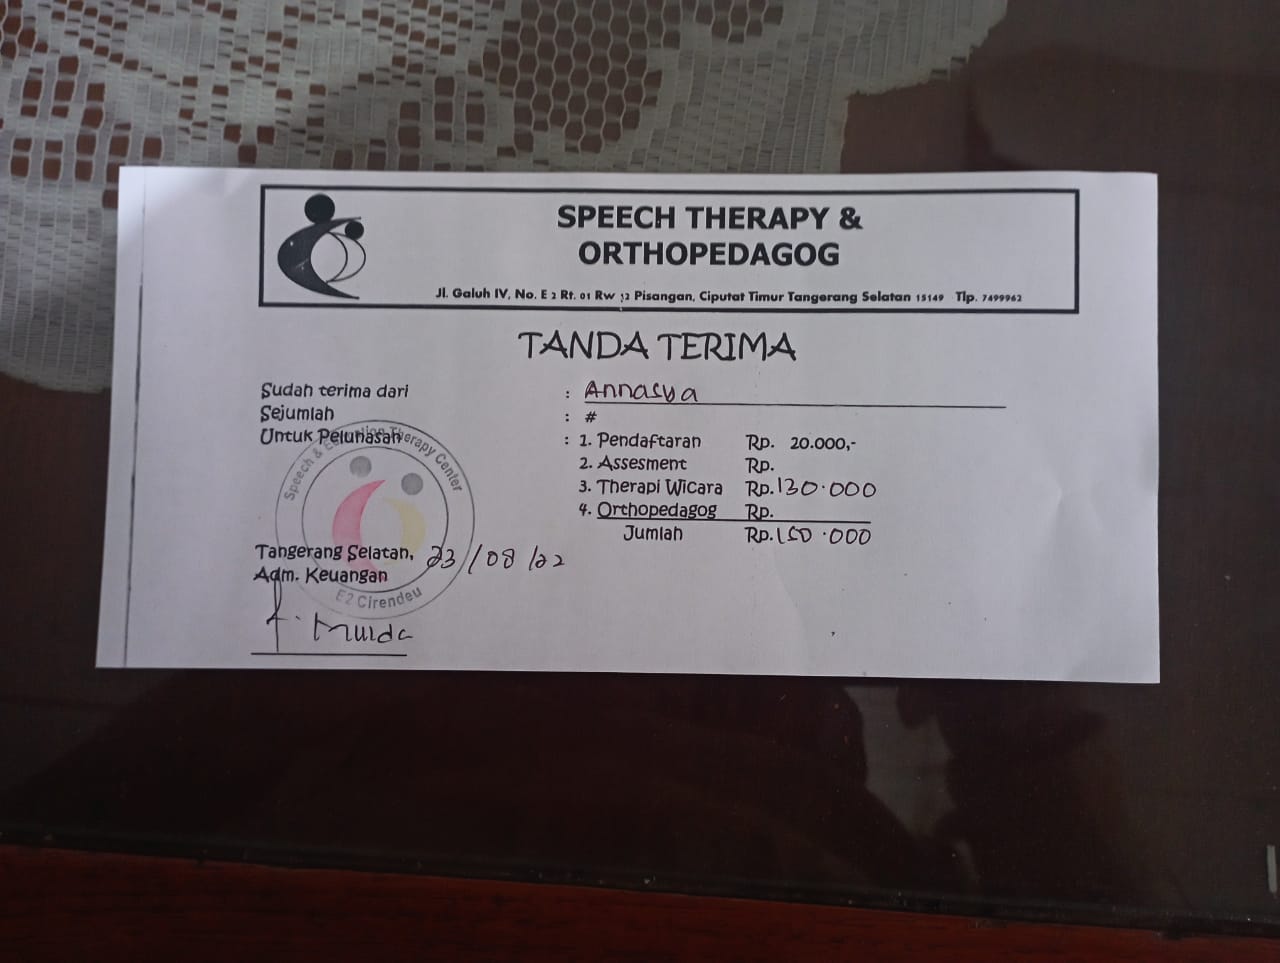 SPEECH THERAPY &
ORTHOPEDAGOG
Jl. Galuh IV, No. E 2 Rt. 01 Rw 12 Pisangan, Ciputat Timur Tangerang Selatan 15149 Tlp. 7499962
TANDA TERIMA
Sudah terima dari : Annasya
Sejumlah : #
Untuk Pelunasan : 1. Pendaftaran Rp. 20.000,-
2. Assesment Rp.
3. Therapi Wicara Rp. 130.000
4. Orthopedagog Rp.
Jumlah Rp. 150.000
Speech & Education Therapy Center
E2 Cirendeu
Tangerang Selatan, 23/08/22
Adm. Keuangan